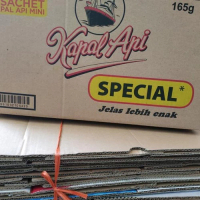 SACHET
165g
PAL API MINI
Kapal Api
SPECIAL*
Jelas lebih enak